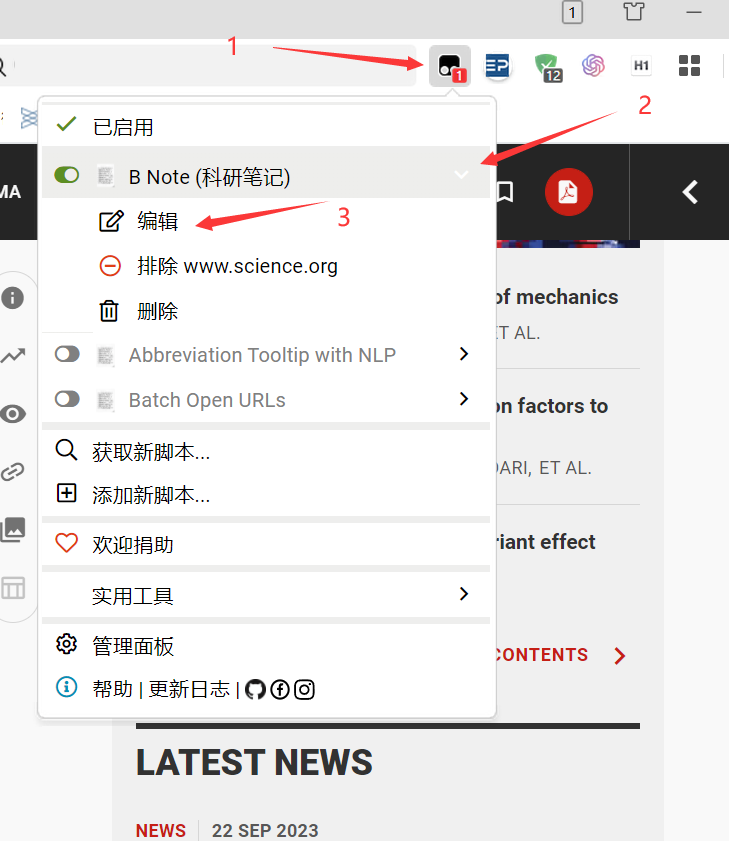 1
1
1
EP
12
H1
2
已启用
MA
B Note (科研笔记)
编辑
3
排除 www.science.org
of mechanics
删除
ET AL.
Abbreviation Tooltip with NLP
Batch Open URLs
on factors to
获取新脚本...
DARI, ET AL.
添加新脚本...
欢迎捐助
riant effect
实用工具
管理面板
CONTENTS
帮助 | 更新日志 |
LATEST NEWS
NEWS
22 SEP 2023